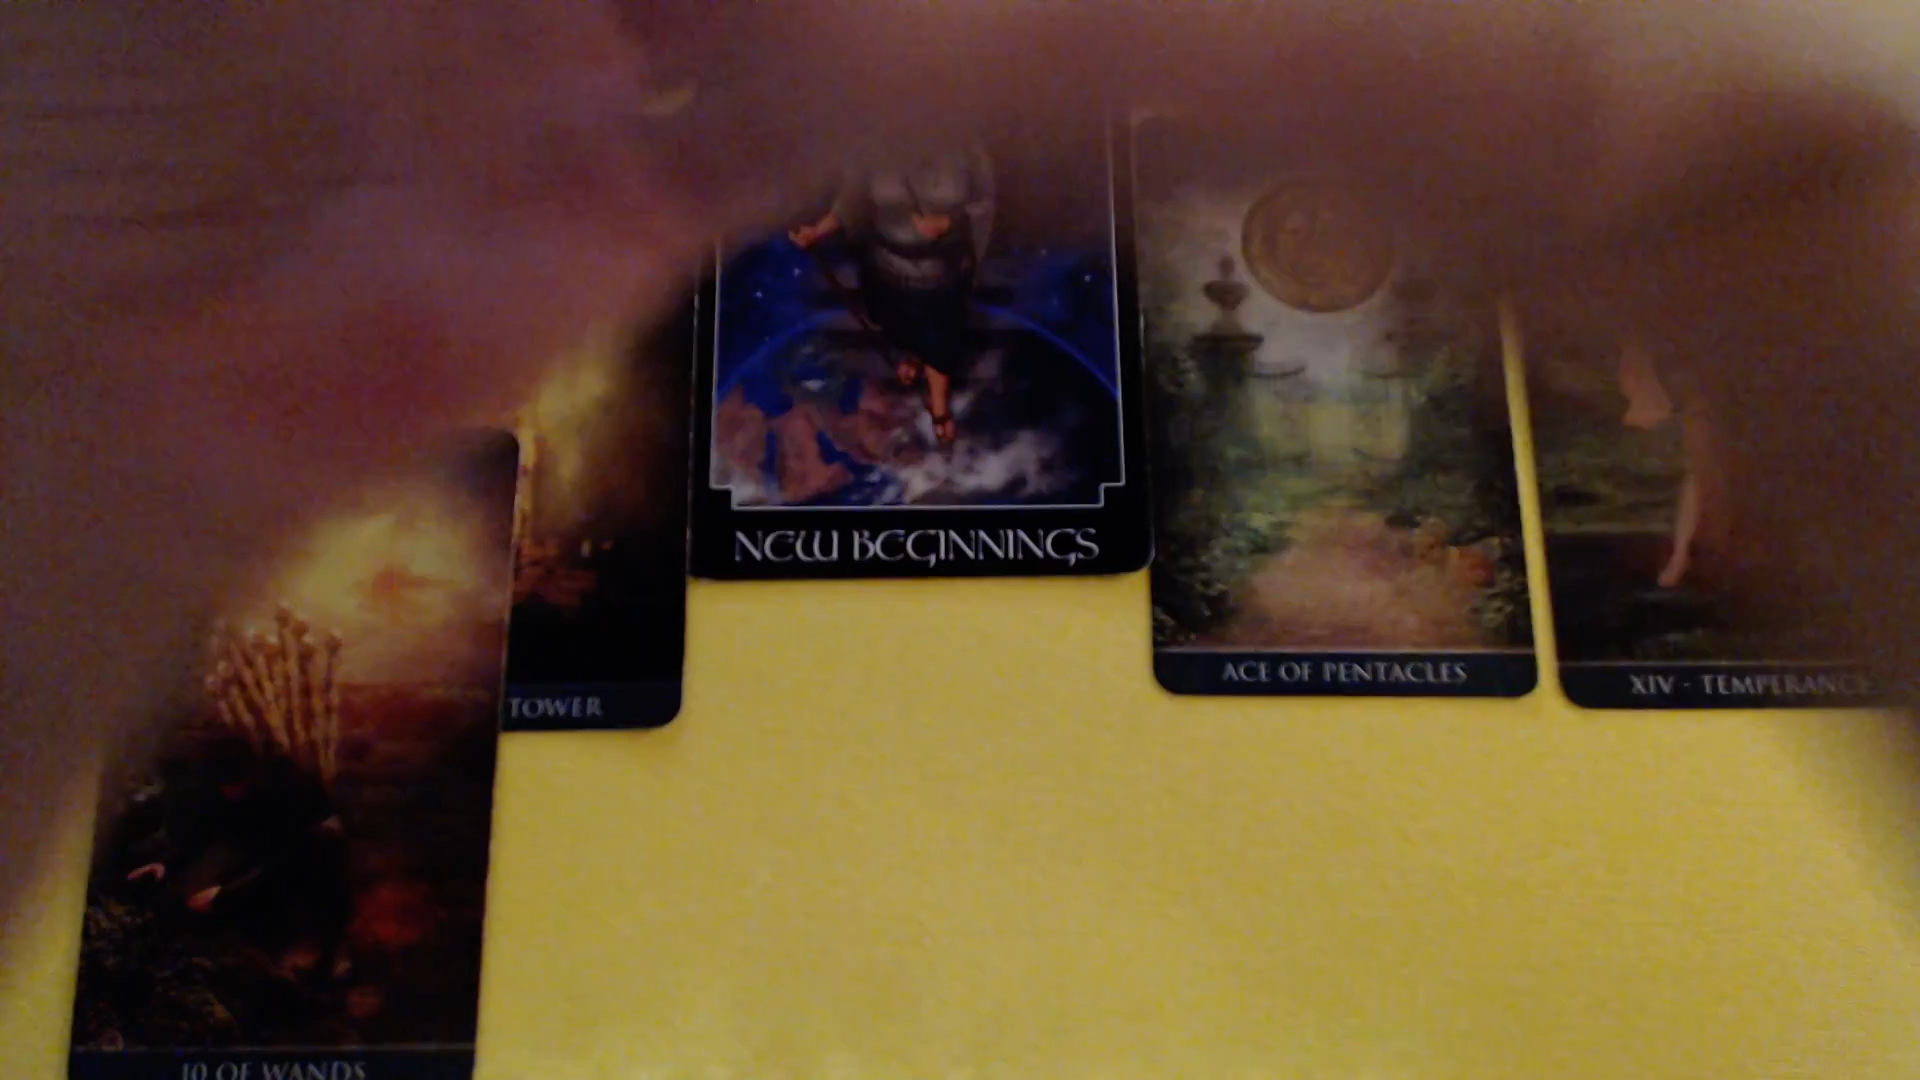 NEW BEGINNINGS
ACE OF PENTACLES
XIV - TEMPERANCE
TOWER
10 OF WANDS